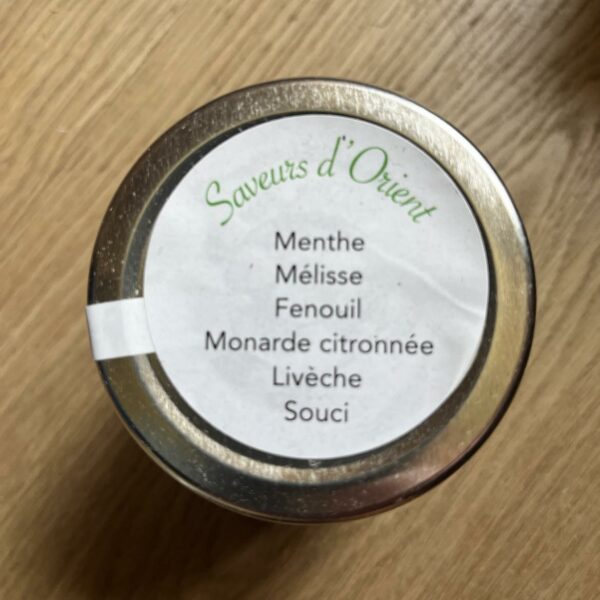 Saveurs d'Orient
Menthe
Mélisse
Fenouil
Monarde citronnée
Livèche
Souci